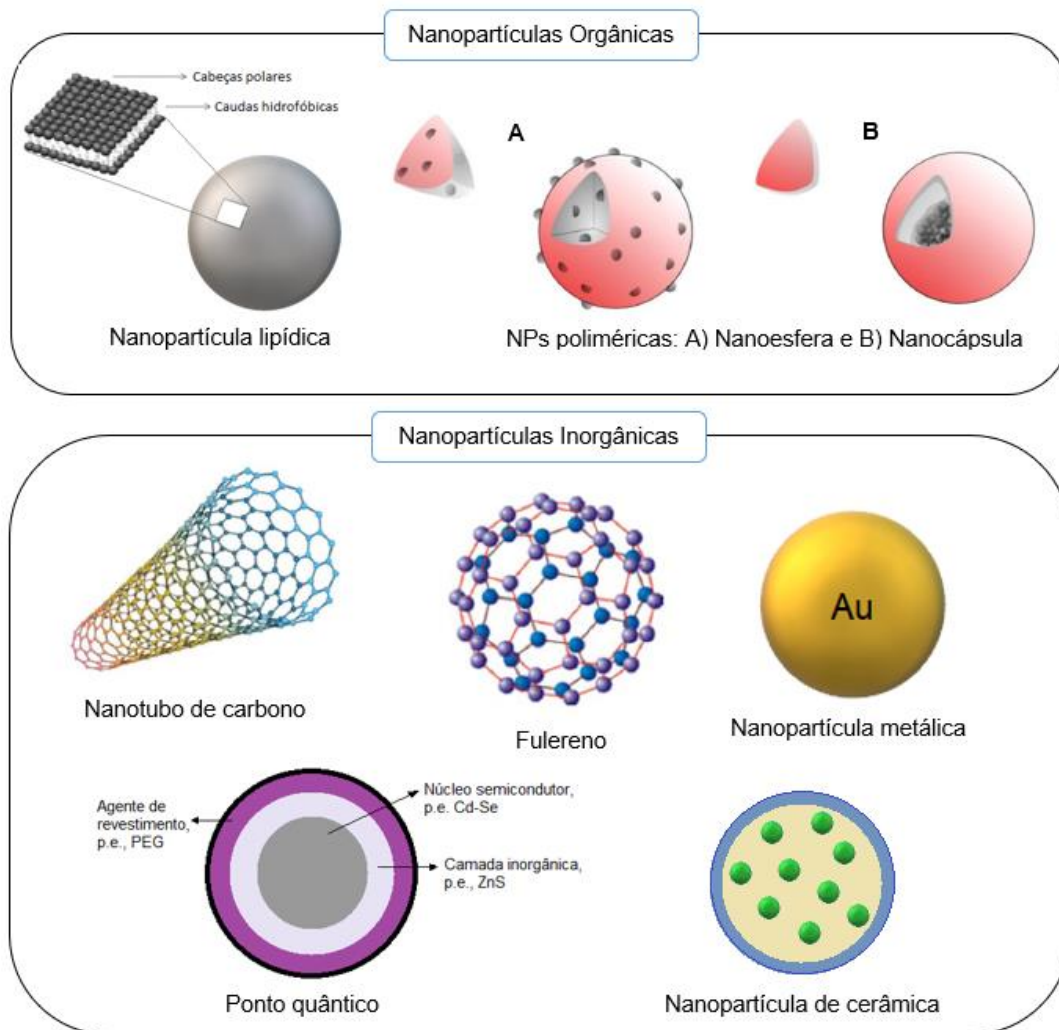 Nanopartículas Orgânicas
Cabeças polares
Caudas hidrofóbicas
A
B
Nanopartícula lipídica
NPs poliméricas: A) Nanoesfera e B) Nanocápsula
Nanopartículas Inorgânicas
Au
Nanotubo de carbono
Fulereno
Nanopartícula metálica
Agente de
revestimento,
p.e., PEG
Núcleo semicondutor,
p.e. Cd-Se
Camada inorgânica,
p.e., ZnS
Ponto quântico
Nanopartícula de cerâmica